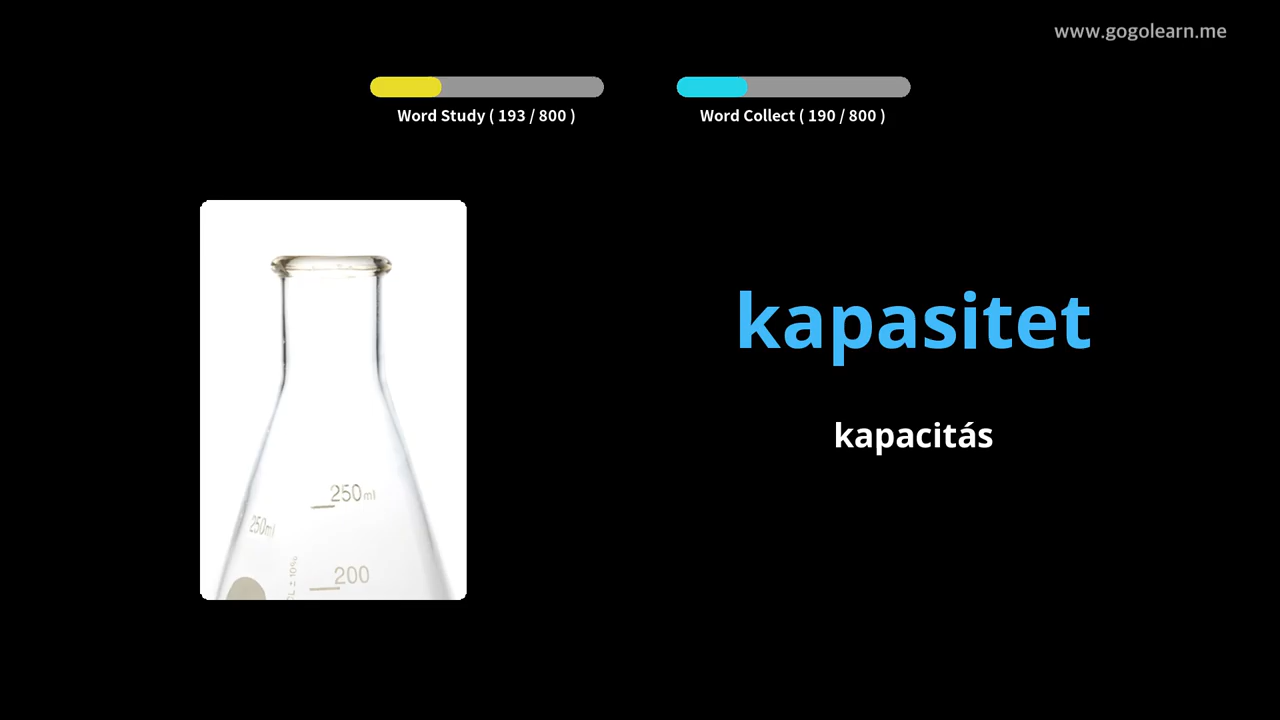 www.gogolearn.me
Word Study ( 193 / 800 )
Word Collect ( 190 / 800 )
kapasitet
kapacitás
250ml
250ml
200